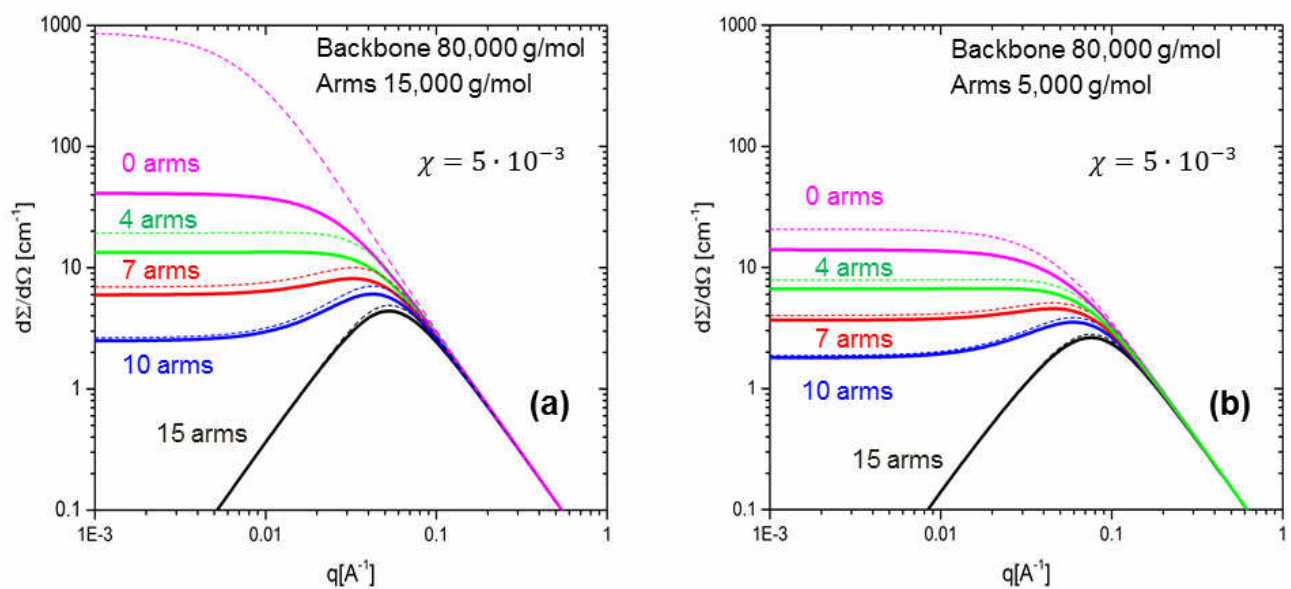 1000
100
10
1
0.1
dΣ/dΩ [cm⁻¹]
Backbone 80,000 g/mol
Arms 15,000 g/mol
χ = 5 · 10⁻³
0 arms
4 arms
7 arms
10 arms
15 arms
(a)
1E-3 0.01 0.1 1
q[A⁻¹]
1000
100
10
1
0.1
dΣ/dΩ [cm⁻¹]
Backbone 80,000 g/mol
Arms 5,000 g/mol
χ = 5 · 10⁻³
0 arms
4 arms
7 arms
10 arms
15 arms
(b)
1E-3 0.01 0.1 1
q[A⁻¹]